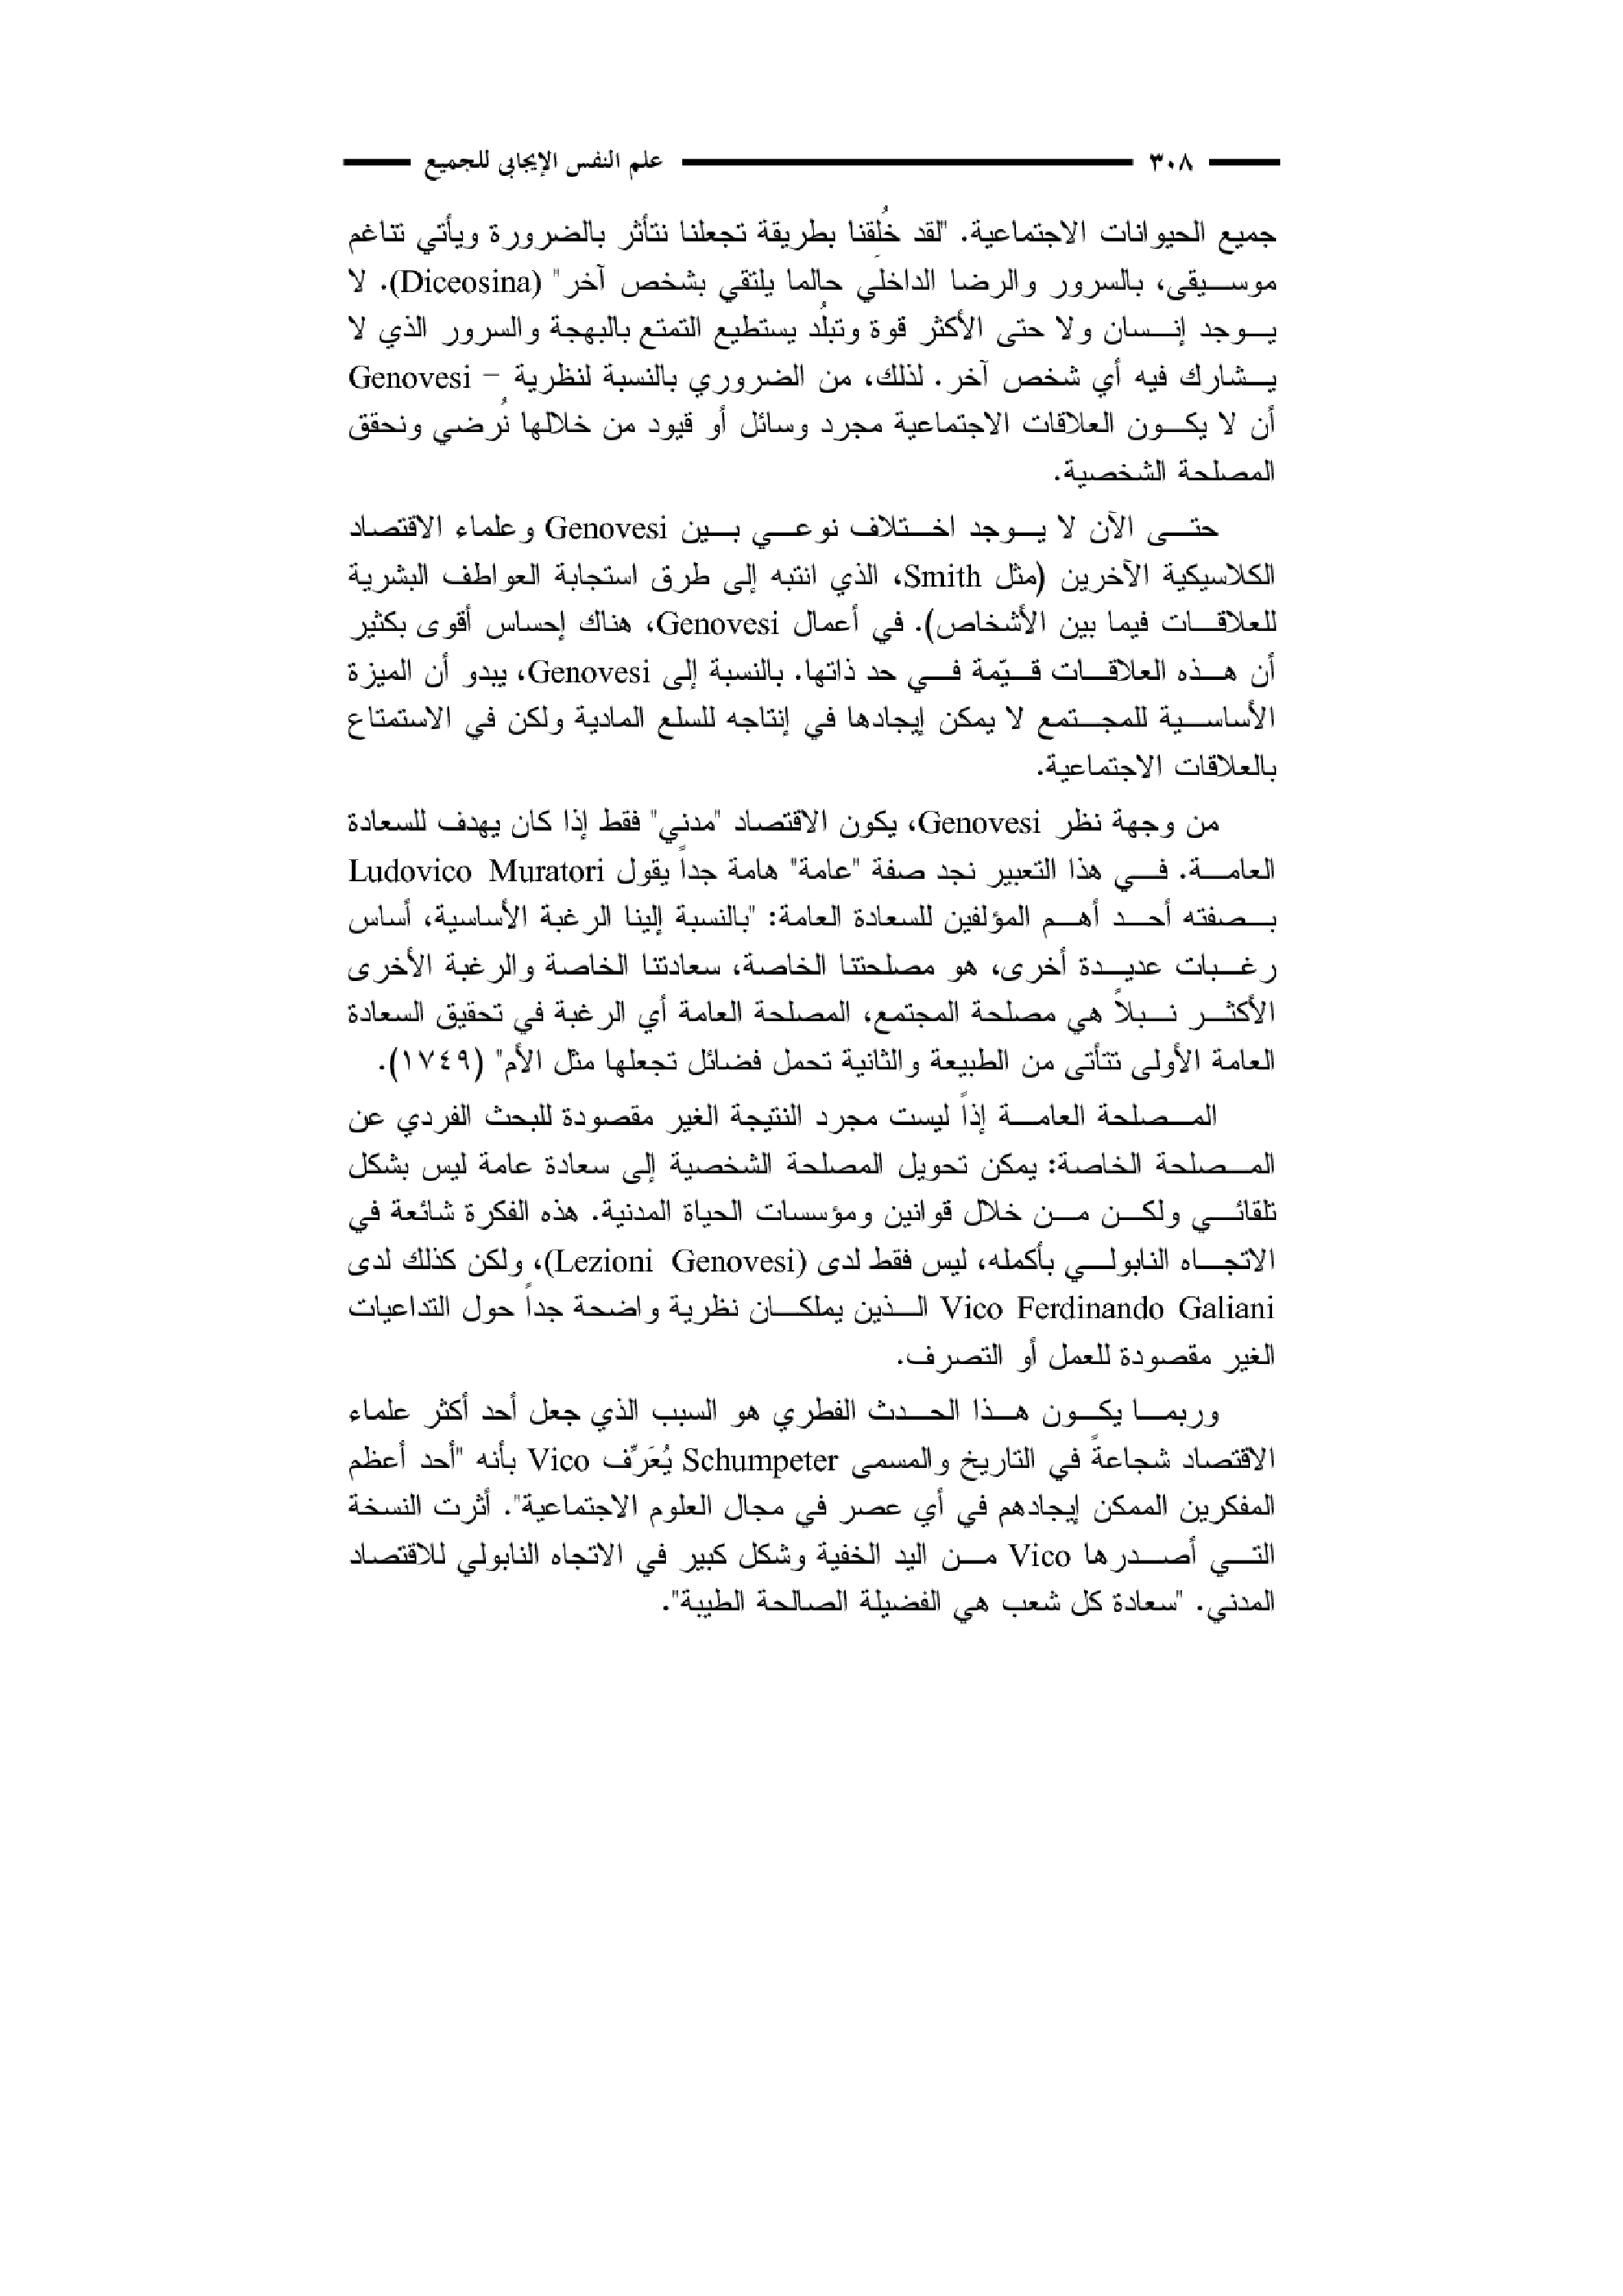 ٣٠٨ علم النفس الإيجابي للجميع
جميع الحيوانات الاجتماعية. "لقد خُلِقنا بطريقة تجعلنا نتأثر بالضرورة ويأتي تناغم
موسيقى، بالسرور والرضا الداخلي حالما يلتقي بشخص آخر" (Diceosina). لا
يوجد إنسان ولا حتى الأكثر قوة وتبلُد يستطيع التمتع بالبهجة والسرور الذي لا
يشارك فيه أي شخص آخر. لذلك، من الضروري بالنسبة لنظرية – Genovesi
أن لا يكون العلاقات الاجتماعية مجرد وسائل أو قيود من خلالها نُرضي ونحقق
المصلحة الشخصية.
حتى الآن لا يوجد اختلاف نوعي بين Genovesi وعلماء الاقتصاد
الكلاسيكية الآخرين (مثل Smith، الذي انتبه إلى طرق استجابة العواطف البشرية
للعلاقات فيما بين الأشخاص). في أعمال Genovesi، هناك إحساس أقوى بكثير
أن هذه العلاقات قيّمة في حد ذاتها. بالنسبة إلى Genovesi، يبدو أن الميزة
الأساسية للمجتمع لا يمكن إيجادها في إنتاجه للسلع المادية ولكن في الاستمتاع
بالعلاقات الاجتماعية.
من وجهة نظر Genovesi، يكون الاقتصاد "مدني" فقط إذا كان يهدف للسعادة
العامة. في هذا التعبير نجد صفة "عامة" هامة جداً يقول Ludovico Muratori
بصفته أحد أهم المؤلفين للسعادة العامة: "بالنسبة إلينا الرغبة الأساسية، أساس
رغبات عديدة أخرى، هو مصلحتنا الخاصة، سعادتنا الخاصة والرغبة الأخرى
الأكثر نبلاً هي مصلحة المجتمع، المصلحة العامة أي الرغبة في تحقيق السعادة
العامة الأولى تتأتى من الطبيعة والثانية تحمل فضائل تجعلها مثل الأم" (١٧٤٩).
المصلحة العامة إذاً ليست مجرد النتيجة الغير مقصودة للبحث الفردي عن
المصلحة الخاصة: يمكن تحويل المصلحة الشخصية إلى سعادة عامة ليس بشكل
تلقائي ولكن من خلال قوانين ومؤسسات الحياة المدنية. هذه الفكرة شائعة في
الاتجاه النابولي بأكمله، ليس فقط لدى (Lezioni Genovesi)، ولكن كذلك لدى
Vico Ferdinando Galiani الذين يملكان نظرية واضحة جداً حول التداعيات
الغير مقصودة للعمل أو التصرف.
وربما يكون هذا الحدث الفطري هو السبب الذي جعل أحد أكثر علماء
الاقتصاد شجاعةً في التاريخ والمسمى Schumpeter يُعَرِّف Vico بأنه "أحد أعظم
المفكرين الممكن إيجادهم في أي عصر في مجال العلوم الاجتماعية". أثرت النسخة
التي أصدرها Vico من اليد الخفية وشكل كبير في الاتجاه النابولي للاقتصاد
المدني. "سعادة كل شعب هي الفضيلة الصالحة الطيبة".